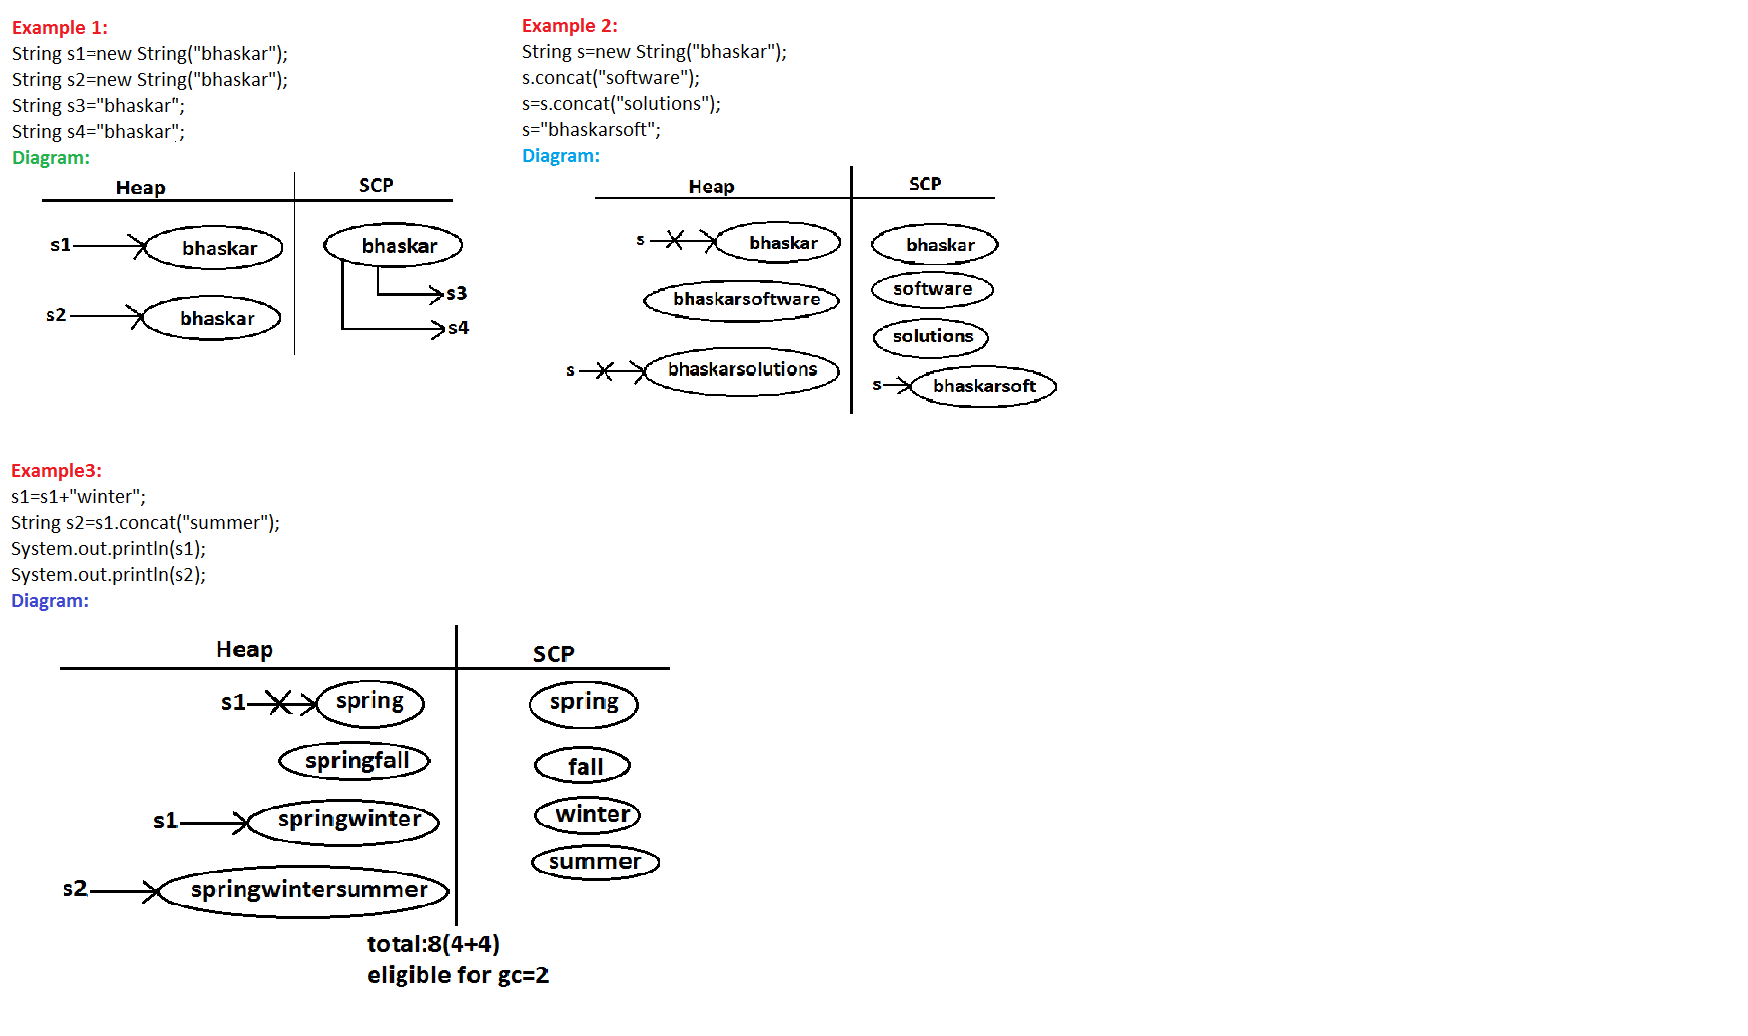 Example 1:
String s1=new String("bhaskar");
String s2=new String("bhaskar");
String s3="bhaskar";
String s4="bhaskar";
Diagram:
Heap SCP
s1 bhaskar bhaskar
s3
s2 bhaskar s4
Example 2:
String s=new String("bhaskar");
s.concat("software");
s=s.concat("solutions");
s="bhaskarsoft";
Diagram:
Heap SCP
s bhaskar bhaskar
bhaskarsoftware software
solutions
s bhaskarsolutions s bhaskarsoft
Example3:
s1=s1+"winter";
String s2=s1.concat("summer");
System.out.println(s1);
System.out.println(s2);
Diagram:
Heap SCP
s1 spring spring
springfall fall
s1 springwinter winter
summer
s2 springwintersummer
total:8(4+4)
eligible for gc=2